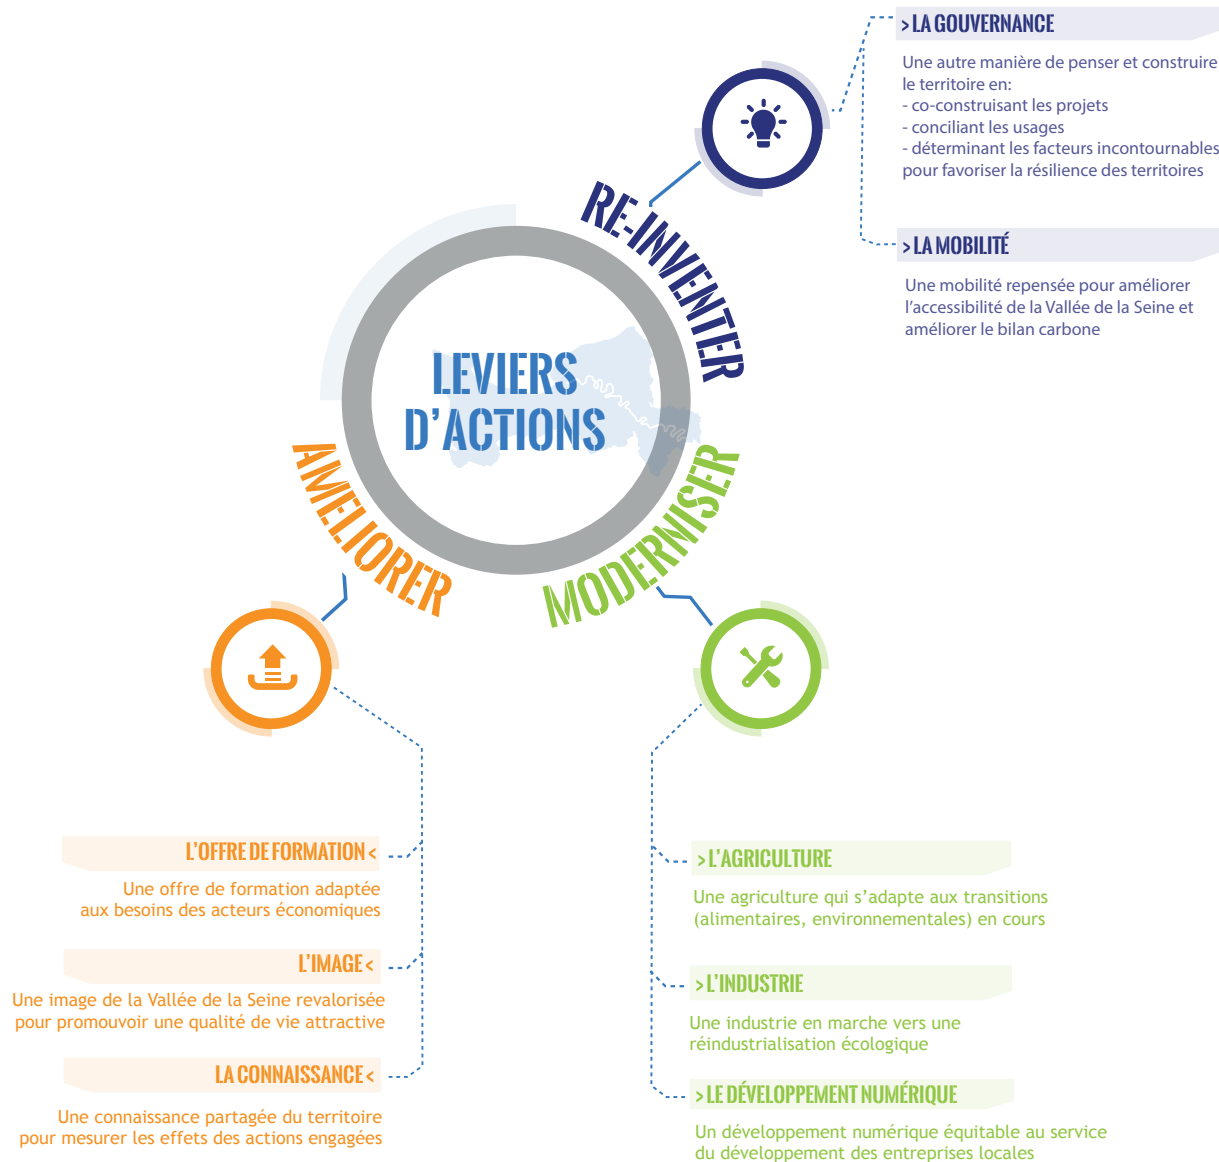 LEVIERS
D'ACTIONS
RE-INVENTER
> LA GOUVERNANCE
Une autre manière de penser et construire
le territoire en:
- co-construisant les projets
- conciliant les usages
- déterminant les facteurs incontournables
pour favoriser la résilience des territoires
> LA MOBILITÉ
Une mobilité repensée pour améliorer
l'accessibilité de la Vallée de la Seine et
améliorer le bilan carbone
AMELIORER
L'OFFRE DE FORMATION <
Une offre de formation adaptée
aux besoins des acteurs économiques
L'IMAGE <
Une image de la Vallée de la Seine revalorisée
pour promouvoir une qualité de vie attractive
LA CONNAISSANCE <
Une connaissance partagée du territoire
pour mesurer les effets des actions engagées
MODERNISER
> L'AGRICULTURE
Une agriculture qui s'adapte aux transitions
(alimentaires, environnementales) en cours
> L'INDUSTRIE
Une industrie en marche vers une
réindustrialisation écologique
> LE DÉVELOPPEMENT NUMÉRIQUE
Un développement numérique équitable au service
du développement des entreprises locales